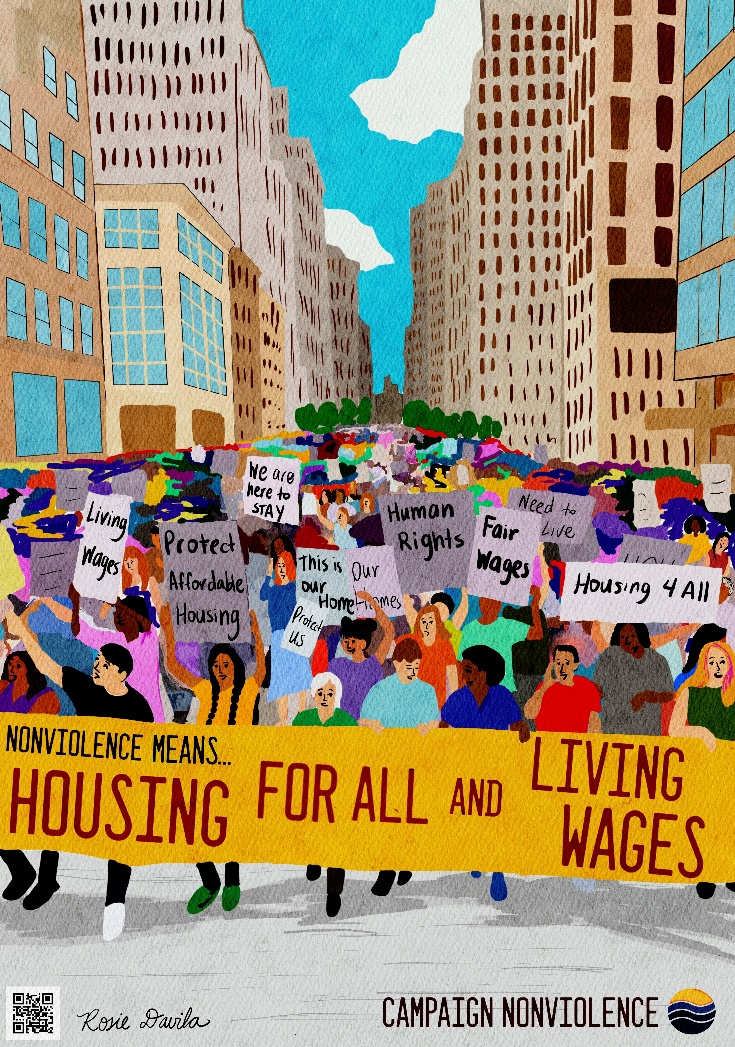 We are
here to
STAY
Living
Wages
Protect
Affordable
Housing
This is
our
Home
Our
Homes
Protect
US
Human
Rights
Fair
Wages
Need to
Live
Housing 4 All
NONVIOLENCE MEANS...
HOUSING FOR ALL AND LIVING
WAGES
Rosie Davila
CAMPAIGN NONVIOLENCE